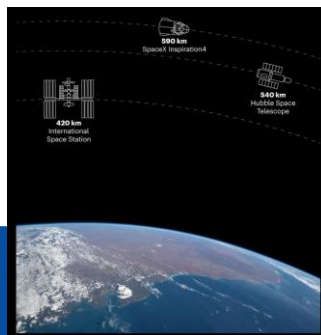 590 km
SpaceX Inspiration4
540 km
Hubble Space
Telescope
420 km
International
Space Station